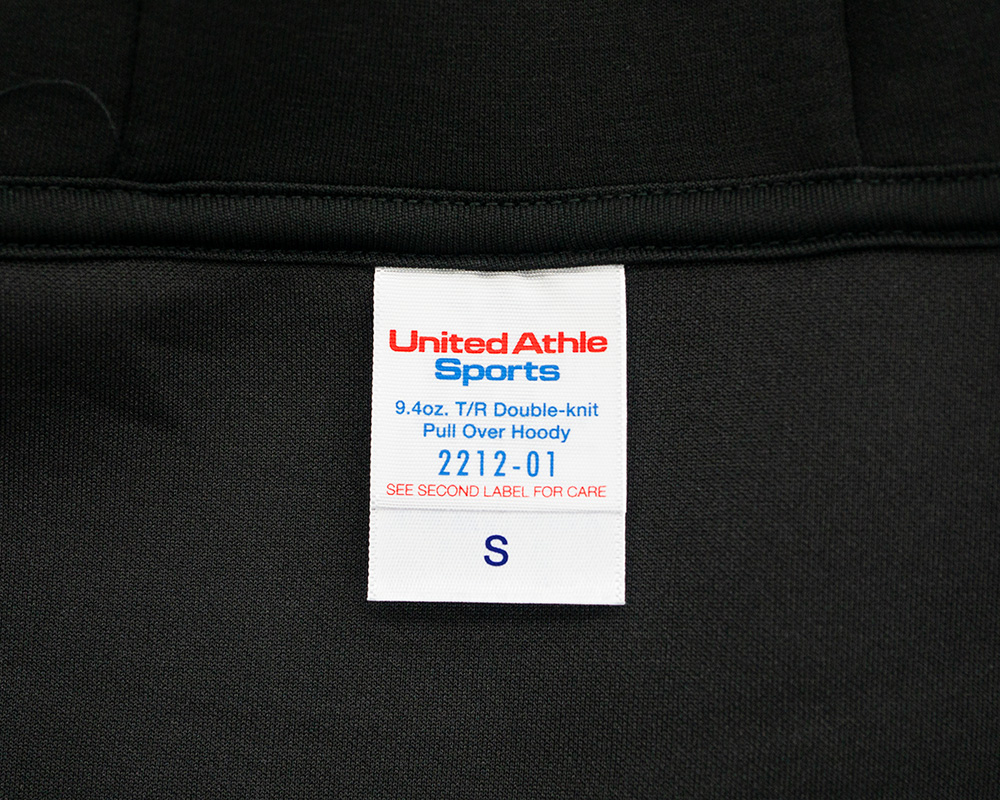 United Athle
Sports
9.4oz. T/R Double-knit
Pull Over Hoody
2212-01
SEE SECOND LABEL FOR CARE
S